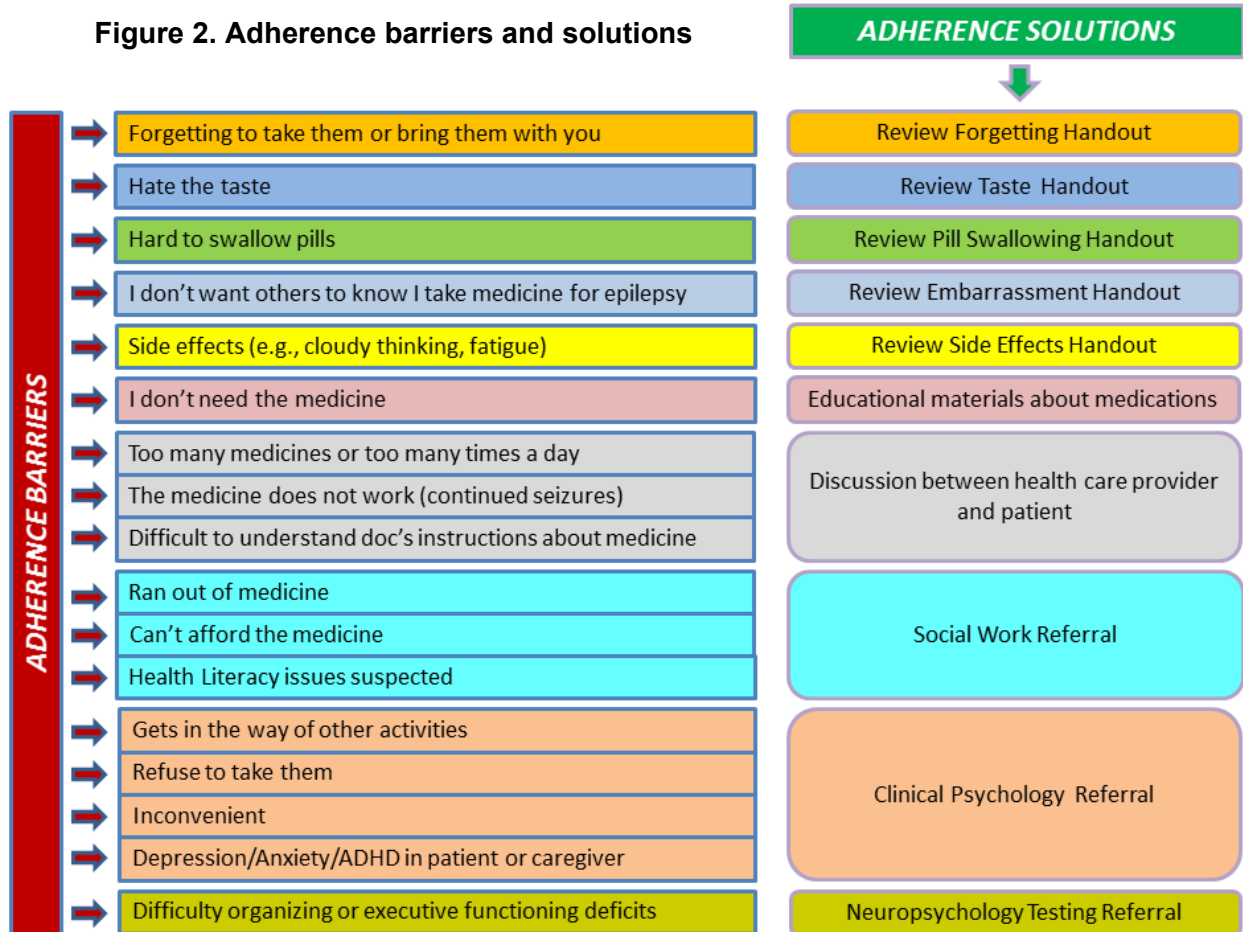 Figure 2. Adherence barriers and solutions
ADHERENCE SOLUTIONS
ADHERENCE BARRIERS
Forgetting to take them or bring them with you
Review Forgetting Handout
Hate the taste
Review Taste Handout
Hard to swallow pills
Review Pill Swallowing Handout
I don't want others to know I take medicine for epilepsy
Review Embarrassment Handout
Side effects (e.g., cloudy thinking, fatigue)
Review Side Effects Handout
I don't need the medicine
Educational materials about medications
Too many medicines or too many times a day
The medicine does not work (continued seizures)
Difficult to understand doc's instructions about medicine
Discussion between health care provider
and patient
Ran out of medicine
Can't afford the medicine
Health Literacy issues suspected
Social Work Referral
Gets in the way of other activities
Refuse to take them
Inconvenient
Depression/Anxiety/ADHD in patient or caregiver
Clinical Psychology Referral
Difficulty organizing or executive functioning deficits
Neuropsychology Testing Referral